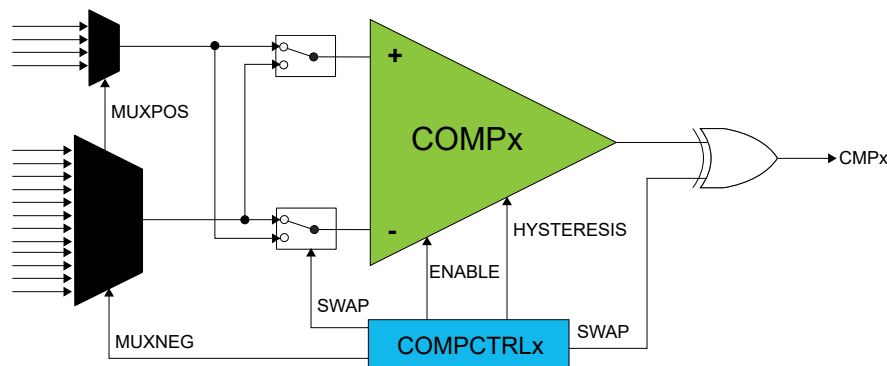 +
MUXPOS
COMPx
CMPx
-
HYSTERESIS
ENABLE
SWAP
SWAP
MUXNEG
COMPCTRLx